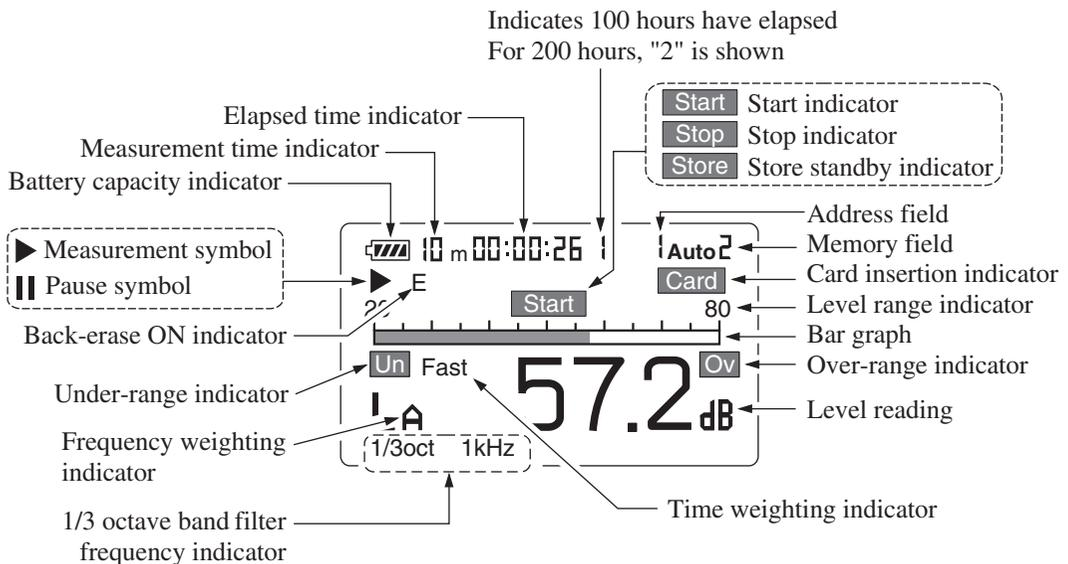 Indicates 100 hours have elapsed
For 200 hours, "2" is shown
Start Start indicator
Stop Stop indicator
Store Store standby indicator
Elapsed time indicator
Measurement time indicator
Battery capacity indicator
Measurement symbol
Pause symbol
Back-erase ON indicator
Under-range indicator
Frequency weighting
indicator
1/3 octave band filter
frequency indicator
10 m 00:00:26 1 1 Auto 2
E Card
Start
80
Un Fast 57.2 Ov
L A dB
1/3oct 1kHz
Address field
Memory field
Card insertion indicator
Level range indicator
Bar graph
Over-range indicator
Level reading
Time weighting indicator